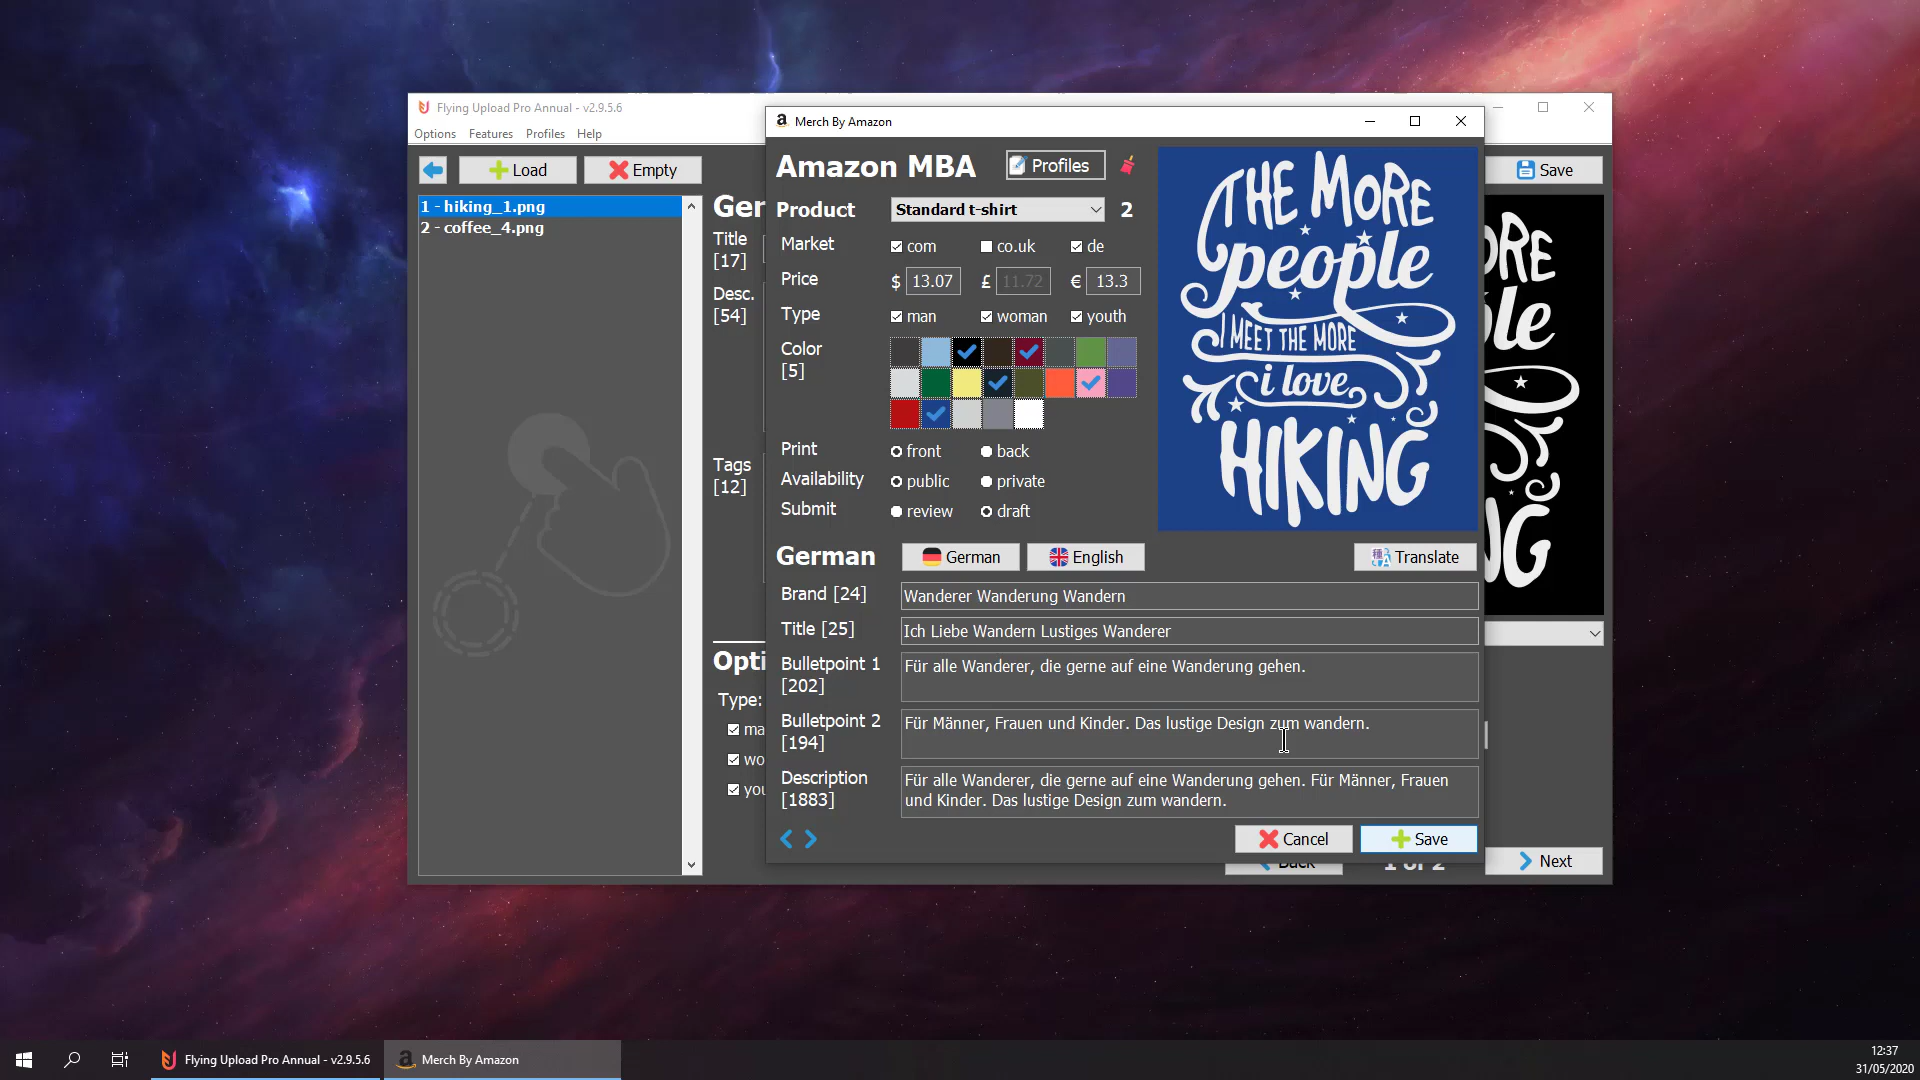 Flying Upload Pro Annual - v2.9.5.6
Options Features Profiles Help
Load
Empty
Save
1 - hiking_1.png
2 - coffee_4.png
Title
[17]
Desc.
[54]
Tags
[12]
Type:
Back
1 of 2
Next
Merch By Amazon
Amazon MBA
Profiles
Product
Standard t-shirt
2
Market
com
co.uk
de
Price
$ 13.07
£ 11.72
€ 13.3
Type
man
woman
youth
Color
[5]
Print
front
back
Availability
public
private
Submit
review
draft
THE MORE
people
I MEET THE MORE
i love
HIKING
German
German
English
Translate
Brand [24]
Wanderer Wanderung Wandern
Title [25]
Ich Liebe Wandern Lustiges Wanderer
Bulletpoint 1
[202]
Für alle Wanderer, die gerne auf eine Wanderung gehen.
Bulletpoint 2
[194]
Für Männer, Frauen und Kinder. Das lustige Design zum wandern.
Description
[1883]
Für alle Wanderer, die gerne auf eine Wanderung gehen. Für Männer, Frauen
und Kinder. Das lustige Design zum wandern.
Cancel
Save
Flying Upload Pro Annual - v2.9.5.6
Merch By Amazon
12:37
31/05/2020